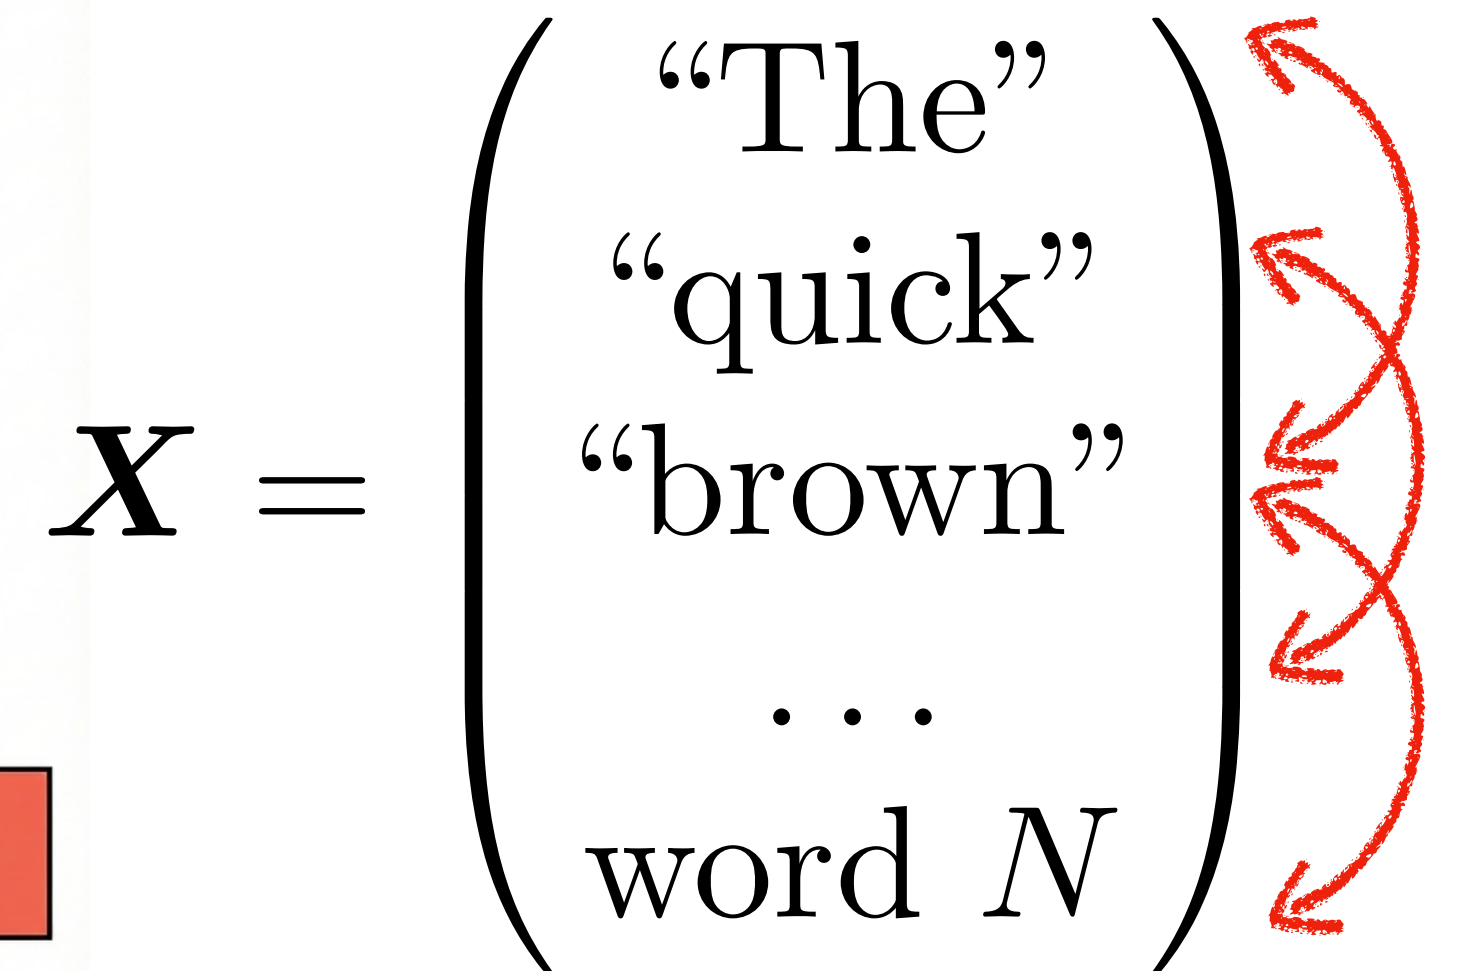 “The”
“quick”
X = “brown”
. . .
word N